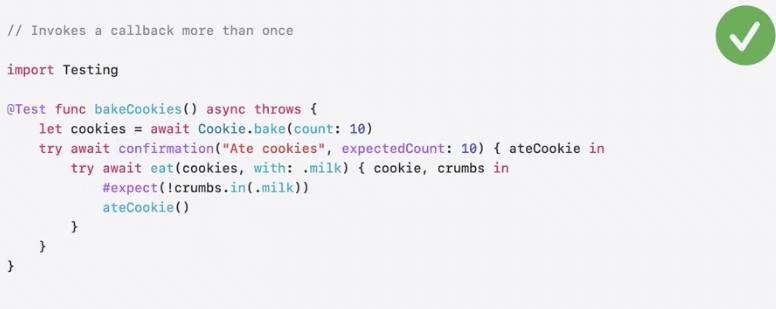 // Invokes a callback more than once
import Testing
@Test func bakeCookies() async throws {
    let cookies = await Cookie.bake(count: 10)
    try await confirmation("Ate cookies", expectedCount: 10) { ateCookie in
        try await eat(cookies, with: .milk) { cookie, crumbs in
            #expect(!crumbs.in(.milk))
            ateCookie()
        }
    }
}